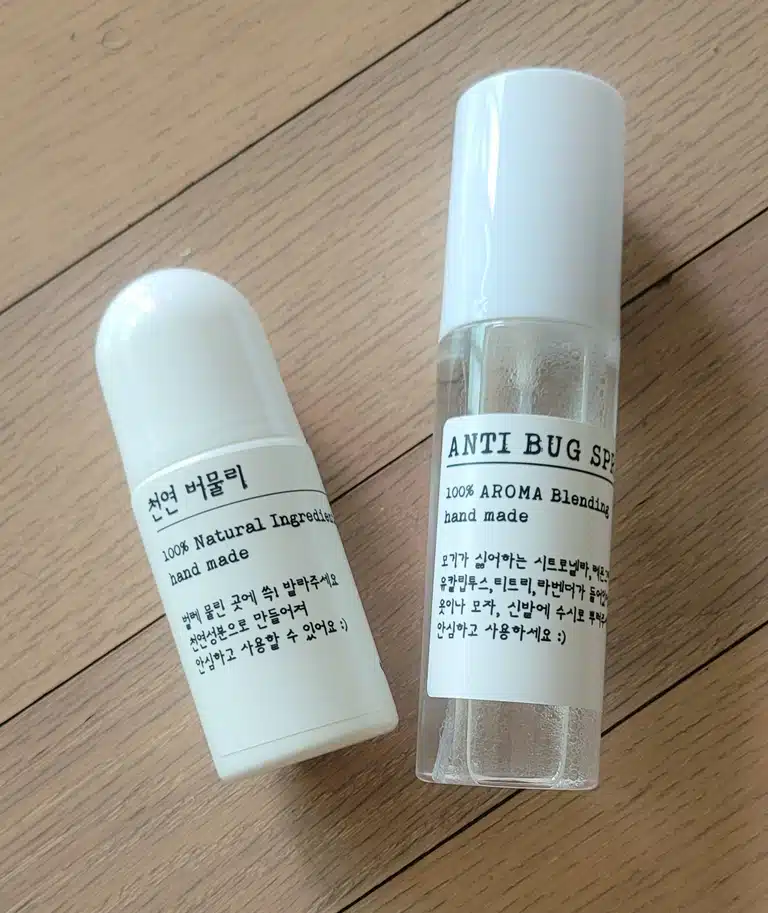 천연 버물리
100% Natural Ingredien
hand made
벌레 물린 곳에 쓱! 발라주세요
천연성분으로 만들어져
안심하고 사용할 수 있어요 :)
ANTI BUG SP
100% AROMA Blending
hand made
모기가 싫어하는 시트로넬라,
유칼립투스,티트리,라벤더가
옷이나 모자, 신발에 수시로
안심하고 사용하세요 :)